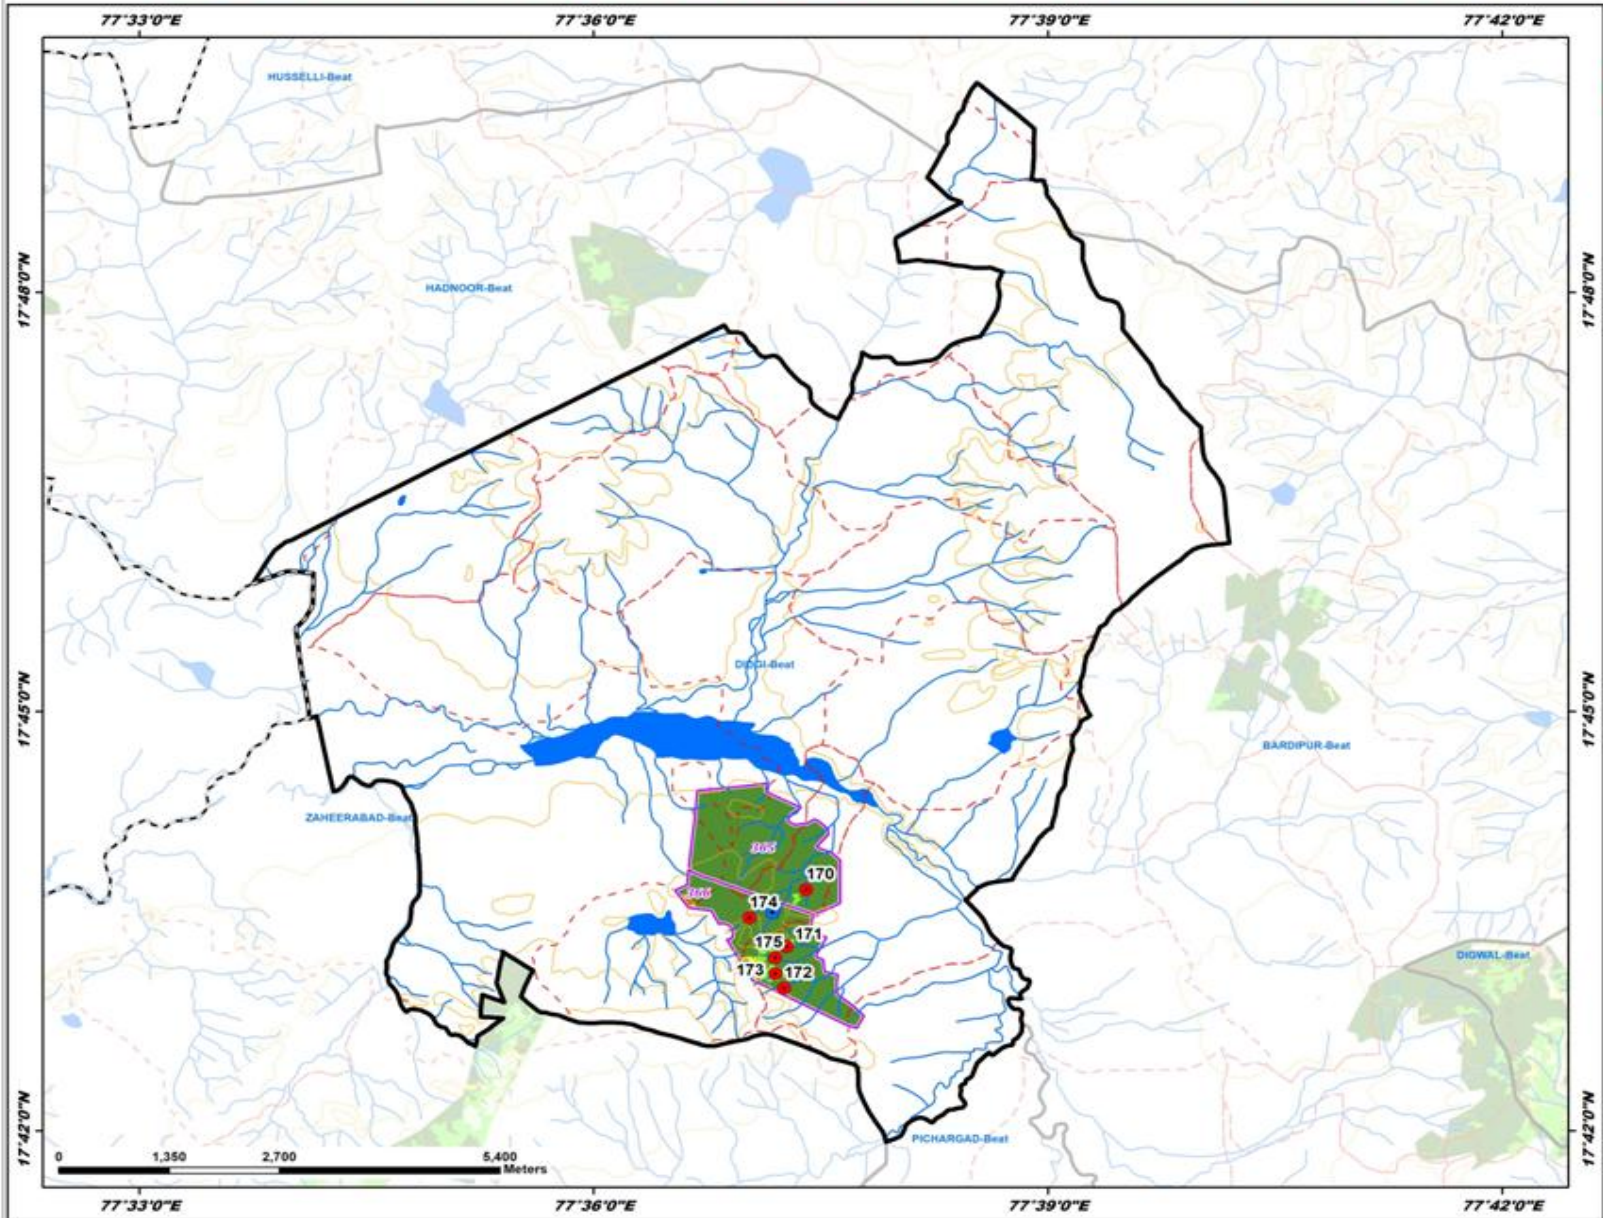 77°33'0"E 77°36'0"E 77°39'0"E 77°42'0"E
HUSSELLI-Beat
HADNOOR-Beat
17°48'0"N 17°48'0"N
DIDGI-Beat
17°45'0"N 17°45'0"N
BARDIPUR-Beat
ZAHEERABAD-Beat
365
170
366
174
171
175
173 172
DIGWAL-Beat
17°42'0"N 17°42'0"N
PICHARGAD-Beat
0 1,350 2,700 5,400
Meters
77°33'0"E 77°36'0"E 77°39'0"E 77°42'0"E